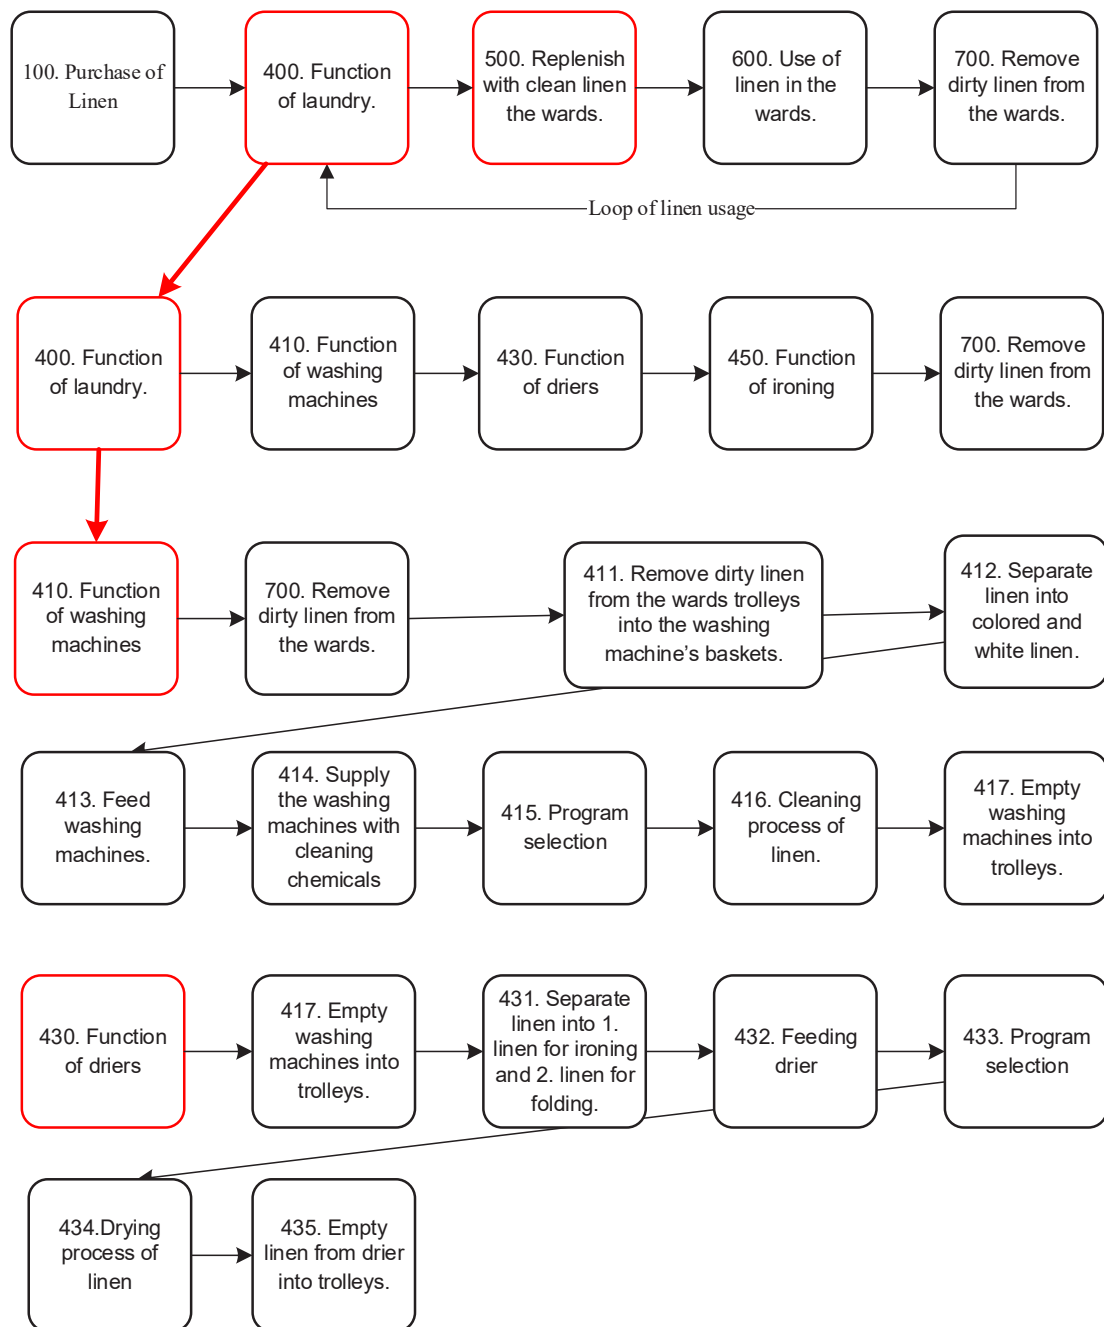 100. Purchase of
Linen
400. Function
of laundry.
500. Replenish
with clean linen
the wards.
600. Use of
linen in the
wards.
700. Remove
dirty linen from
the wards.
Loop of linen usage
400. Function
of laundry.
410. Function
of washing
machines
430. Function
of driers
450. Function
of ironing
700. Remove
dirty linen from
the wards.
410. Function
of washing
machines
700. Remove
dirty linen from
the wards.
411. Remove dirty linen
from the wards trolleys
into the washing
machine’s baskets.
412. Separate
linen into
colored and
white linen.
413. Feed
washing
machines.
414. Supply
the washing
machines with
cleaning
chemicals
415. Program
selection
416. Cleaning
process of
linen.
417. Empty
washing
machines into
trolleys.
430. Function
of driers
417. Empty
washing
machines into
trolleys.
431. Separate
linen into 1.
linen for ironing
and 2. linen for
folding.
432. Feeding
drier
433. Program
selection
434.Drying
process of
linen
435. Empty
linen from drier
into trolleys.